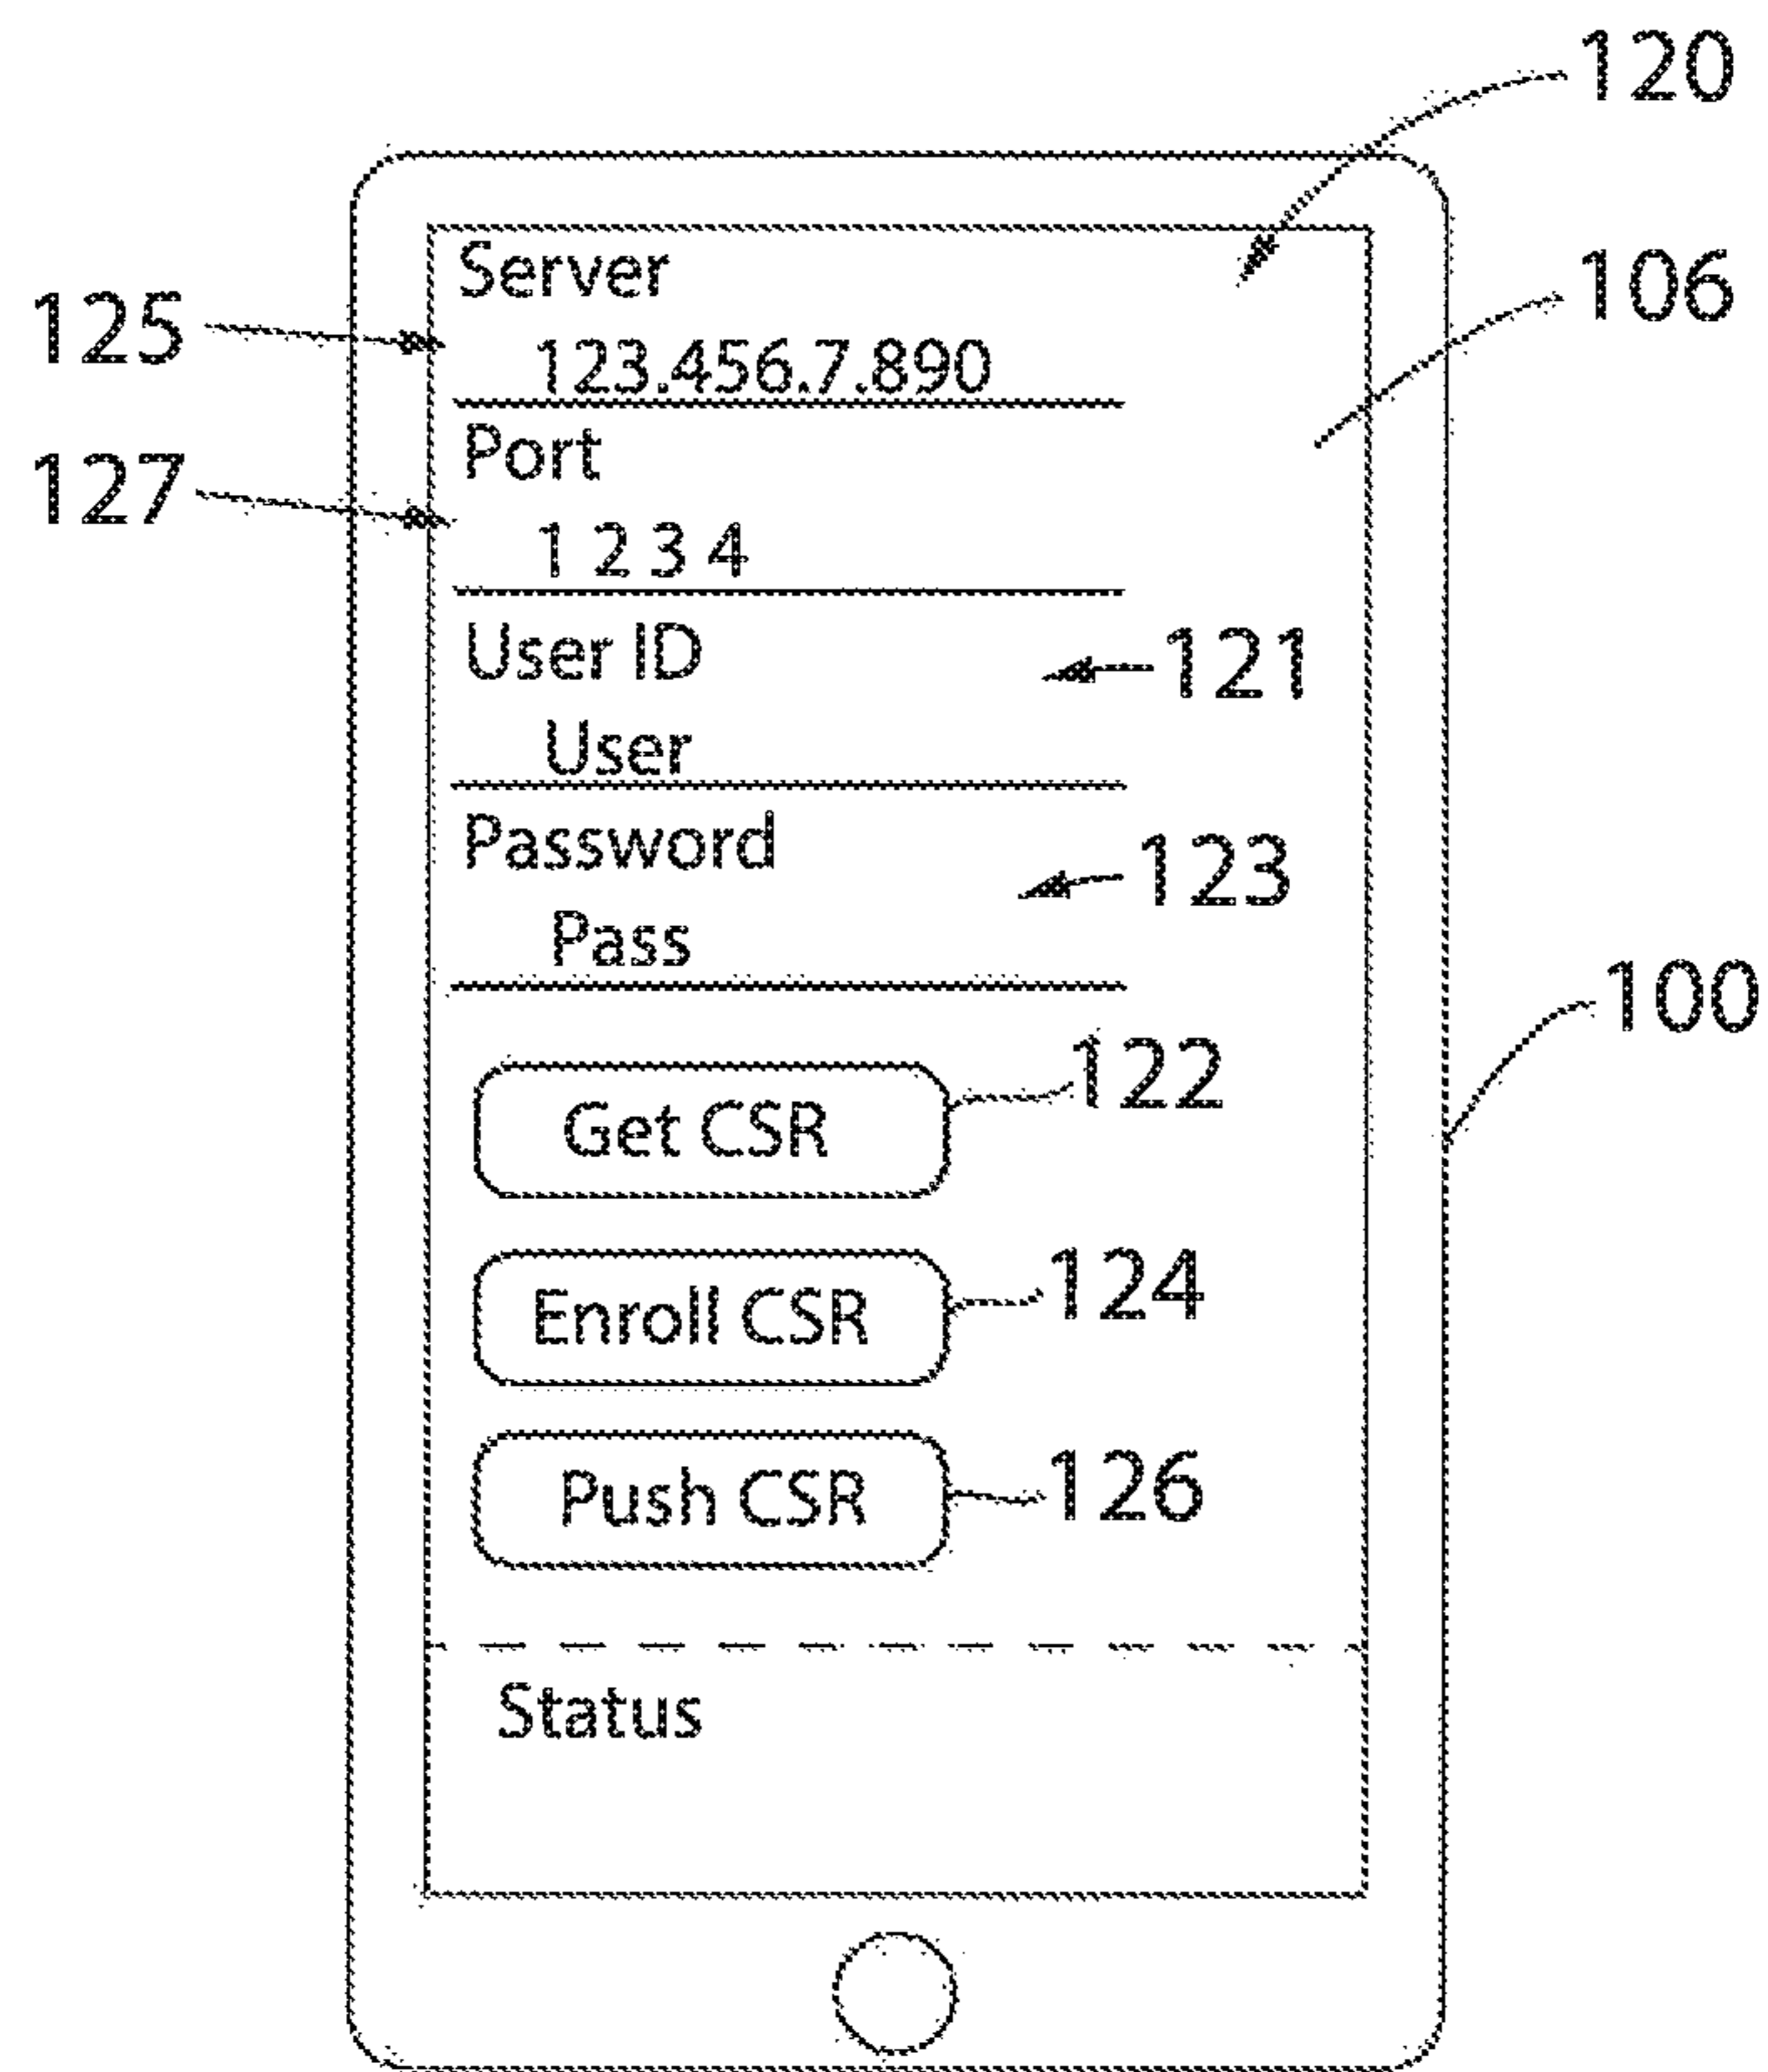 120
Server
106
125
123.456.7.890
Port
127
1 2 3 4
User ID
121
User
Password
123
Pass
100
Get CSR
122
Enroll CSR
124
Push CSR
126
Status